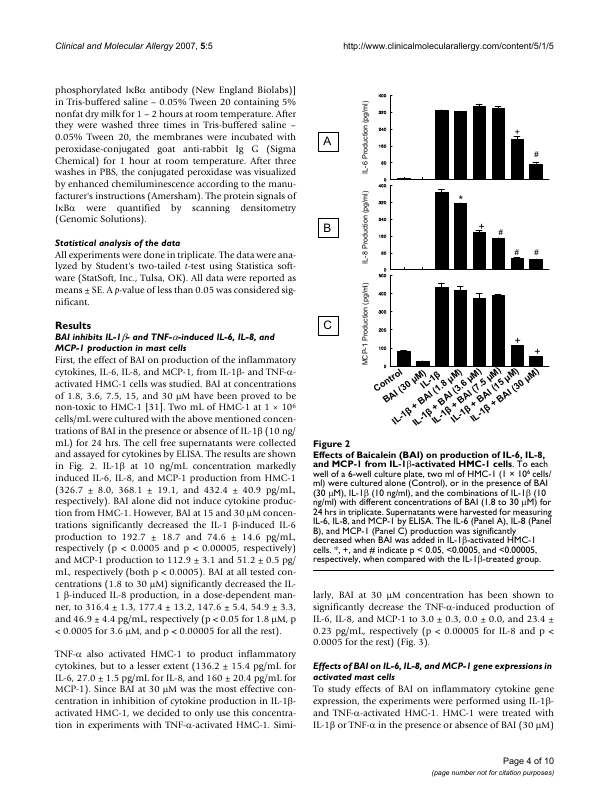 Clinical and Molecular Allergy 2007, 5:5
http://www.clinicalmolecularallergy.com/content/5/1/5
phosphorylated IκBα antibody (New England Biolabs)]
in Tris-buffered saline – 0.05% Tween 20 containing 5%
nonfat dry milk for 1 – 2 hours at room temperature. After
they were washed three times in Tris-buffered saline –
0.05% Tween 20, the membranes were incubated with
peroxidase-conjugated goat anti-rabbit Ig G (Sigma
Chemical) for 1 hour at room temperature. After three
washes in PBS, the conjugated peroxidase was visualized
by enhanced chemiluminescence according to the manu-
facturer's instructions (Amersham). The protein signals of
IκBα were quantified by scanning densitometry
(Genomic Solutions).
Statistical analysis of the data
All experiments were done in triplicate. The data were ana-
lyzed by Student's two-tailed t-test using Statistica soft-
ware (StatSoft, Inc., Tulsa, OK). All data were reported as
means ± SE. A p-value of less than 0.05 was considered sig-
nificant.
Results
BAI inhibits IL-1β- and TNF-α-induced IL-6, IL-8, and
MCP-1 production in mast cells
First, the effect of BAI on production of the inflammatory
cytokines, IL-6, IL-8, and MCP-1, from IL-1β- and TNF-α-
activated HMC-1 cells was studied. BAI at concentrations
of 1.8, 3.6, 7.5, 15, and 30 μM have been proved to be
non-toxic to HMC-1 [31]. Two mL of HMC-1 at 1 × 10⁶
cells/mL were cultured with the above mentioned concen-
trations of BAI in the presence or absence of IL-1β (10 ng/
mL) for 24 hrs. The cell free supernatants were collected
and assayed for cytokines by ELISA. The results are shown
in Fig. 2. IL-1β at 10 ng/mL concentration markedly
induced IL-6, IL-8, and MCP-1 production from HMC-1
(326.7 ± 8.0, 368.1 ± 19.1, and 432.4 ± 40.9 pg/mL,
respectively). BAI alone did not induce cytokine produc-
tion from HMC-1. However, BAI at 15 and 30 μM concen-
trations significantly decreased the IL-1 β-induced IL-6
production to 192.7 ± 18.7 and 74.6 ± 14.6 pg/mL,
respectively (p < 0.0005 and p < 0.00005, respectively)
and MCP-1 production to 112.9 ± 3.1 and 51.2 ± 0.5 pg/
mL, respectively (both p < 0.0005). BAI at all tested con-
centrations (1.8 to 30 μM) significantly decreased the IL-
1 β-induced IL-8 production, in a dose-dependent man-
ner, to 316.4 ± 1.3, 177.4 ± 13.2, 147.6 ± 5.4, 54.9 ± 3.3,
and 46.9 ± 4.4 pg/mL, respectively (p < 0.05 for 1.8 μM, p
< 0.0005 for 3.6 μM, and p < 0.00005 for all the rest).
TNF-α also activated HMC-1 to produce inflammatory
cytokines, but to a lesser extent (136.2 ± 15.4 pg/mL for
IL-6, 27.0 ± 1.5 pg/mL for IL-8, and 160 ± 20.4 pg/mL for
MCP-1). Since BAI at 30 μM was the most effective con-
centration in inhibition of cytokine production in IL-1β-
activated HMC-1, we decided to only use this concentra-
tion in experiments with TNF-α-activated HMC-1. Simi-
A
IL-6 Production (pg/ml)
400
320
240
160
80
0
+
#
B
IL-8 Production (pg/ml)
400
320
240
160
80
0
*
+
#
#
#
C
MCP-1 Production (pg/ml)
500
400
300
200
100
0
+
+
Control
BAI (30 μM)
IL-1β
IL-1β + BAI (1.8 μM)
IL-1β + BAI (3.6 μM)
IL-1β + BAI (7.5 μM)
IL-1β + BAI (15 μM)
IL-1β + BAI (30 μM)
Figure 2
Effects of Baicalein (BAI) on production of IL-6, IL-8,
and MCP-1 from IL-1β-activated HMC-1 cells. To each
well of a 6-well culture plate, two ml of HMC-1 (1 × 10⁶ cells/
ml) were cultured alone (Control), or in the presence of BAI
(30 μM), IL-1β (10 ng/ml), and the combinations of IL-1β (10
ng/ml) with different concentrations of BAI (1.8 to 30 μM) for
24 hrs in triplicate. Supernatants were harvested for measuring
IL-6, IL-8, and MCP-1 by ELISA. The IL-6 (Panel A), IL-8 (Panel
B), and MCP-1 (Panel C) production was significantly
decreased when BAI was added in IL-1β-activated HMC-1
cells. *, +, and # indicate p < 0.05, <0.0005, and <0.00005,
respectively, when compared with the IL-1β-treated group.
larly, BAI at 30 μM concentration has been shown to
significantly decrease the TNF-α-induced production of
IL-6, IL-8, and MCP-1 to 3.0 ± 0.3, 0.0 ± 0.0, and 23.4 ±
0.23 pg/mL, respectively (p < 0.00005 for IL-8 and p <
0.0005 for the rest) (Fig. 3).
Effects of BAI on IL-6, IL-8, and MCP-1 gene expressions in
activated mast cells
To study effects of BAI on inflammatory cytokine gene
expression, the experiments were performed using IL-1β-
and TNF-α-activated HMC-1. HMC-1 were treated with
IL-1β or TNF-α in the presence or absence of BAI (30 μM)
Page 4 of 10
(page number not for citation purposes)